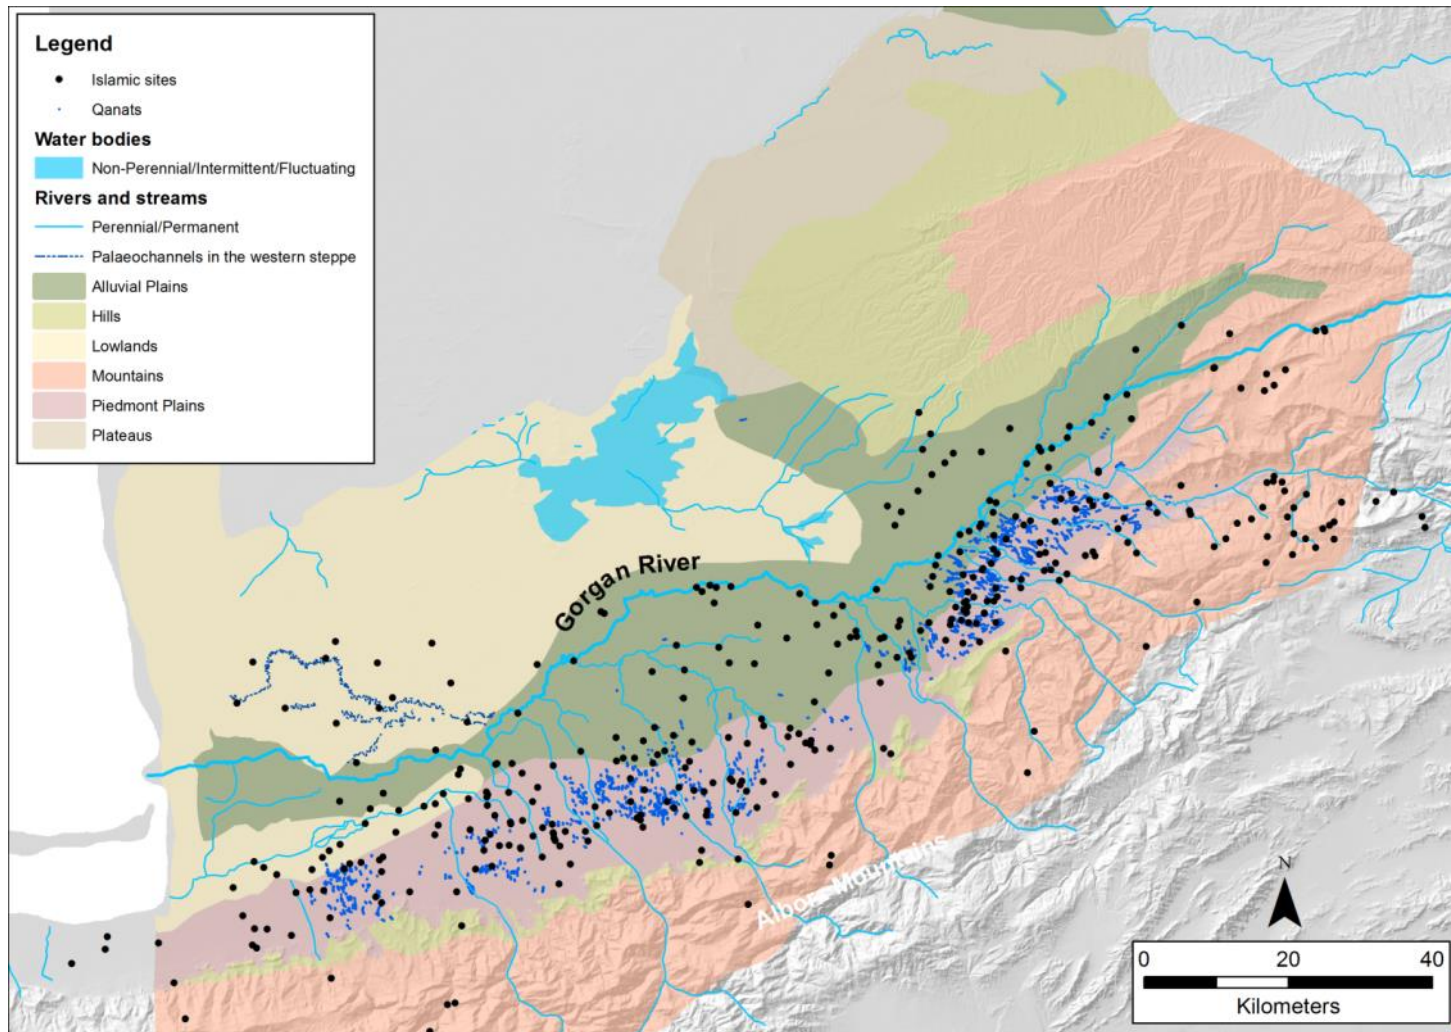 Legend
Islamic sites
Qanats
Water bodies
Non-Perennial/Intermittent/Fluctuating
Rivers and streams
Perennial/Permanent
Palaeochannels in the western steppe
Alluvial Plains
Hills
Lowlands
Mountains
Piedmont Plains
Plateaus
Gorgan River
Alborz Mountains
N
0 20 40
Kilometers